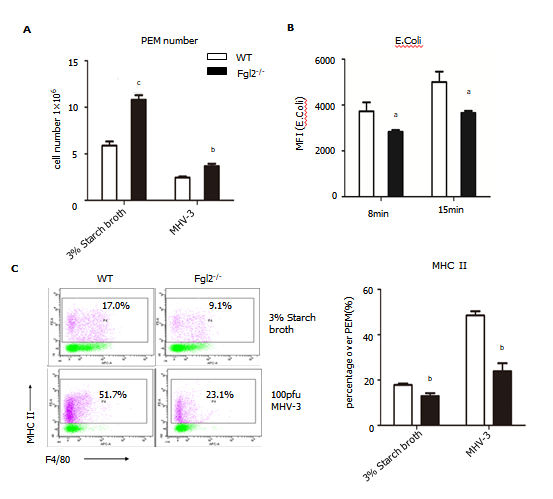 A
PEM number
WT
Fgl2-/-
cell number 1×10⁶
15
10
5
0
c
b
3% Starch broth
MHV-3
B
E.Coli
MFI (E.Coli)
6000
4000
2000
0
a
a
8min
15min
C
WT
Fgl2-/-
17.0%
9.1%
3% Starch
broth
51.7%
23.1%
100pfu
MHV-3
MHC II
F4/80
MHC II
percentage over PEM(%)
60
40
20
0
b
b
3% Starch broth
MHV-3